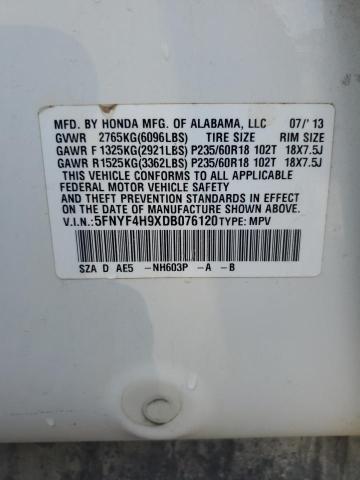 MFD. BY HONDA MFG. OF ALABAMA, LLC 07/'13
GVWR 2765KG(6096LBS) TIRE SIZE RIM SIZE
GAWR F 1325KG(2921LBS) P235/60R18 102T 18X7.5J
GAWR R 1525KG(3362LBS) P235/60R18 102T 18X7.5J
THIS VEHICLE CONFORMS TO ALL APPLICABLE
FEDERAL MOTOR VEHICLE SAFETY
AND THEFT PREVENTION STANDARDS IN EFFECT ON THE
DATE OF MANUFACTURE SHOWN ABOVE.
V.I.N.:5FNYF4H9XDB076120 TYPE: MPV
SZA D AE5 -NH603P -A -B